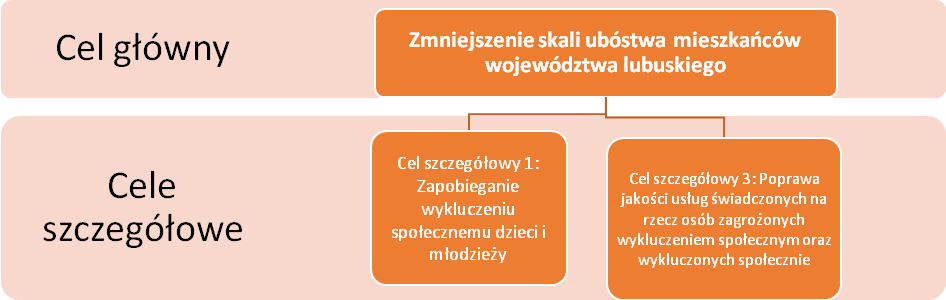 Cel główny
Zmniejszenie skali ubóstwa mieszkańców
województwa lubuskiego
Cele
szczegółowe
Cel szczegółowy 1:
Zapobieganie
wykluczeniu
społecznemu dzieci i
młodzieży
Cel szczegółowy 3: Poprawa
jakości usług świadczonych na
rzecz osób zagrożonych
wykluczeniem społecznym oraz
wykluczonych społecznie